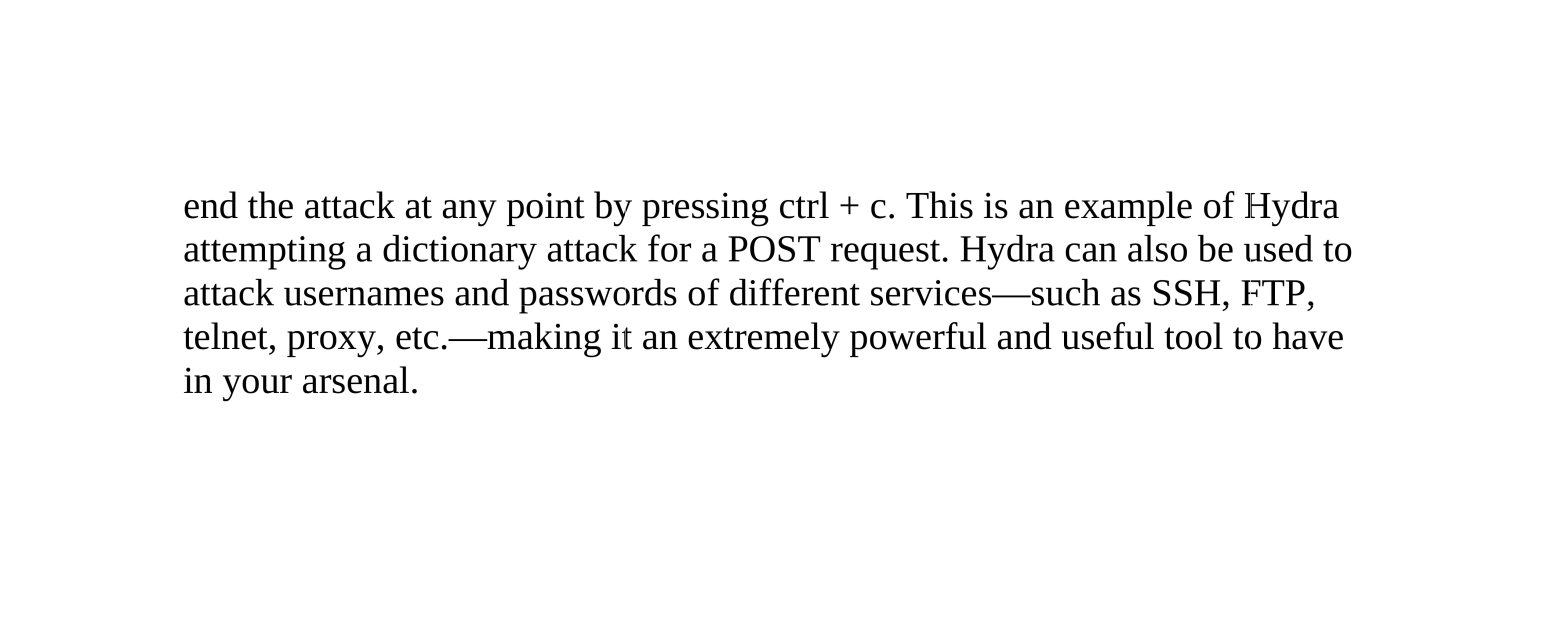 end the attack at any point by pressing ctrl + c. This is an example of Hydra
attempting a dictionary attack for a POST request. Hydra can also be used to
attack usernames and passwords of different services—such as SSH, FTP,
telnet, proxy, etc.—making it an extremely powerful and useful tool to have
in your arsenal.